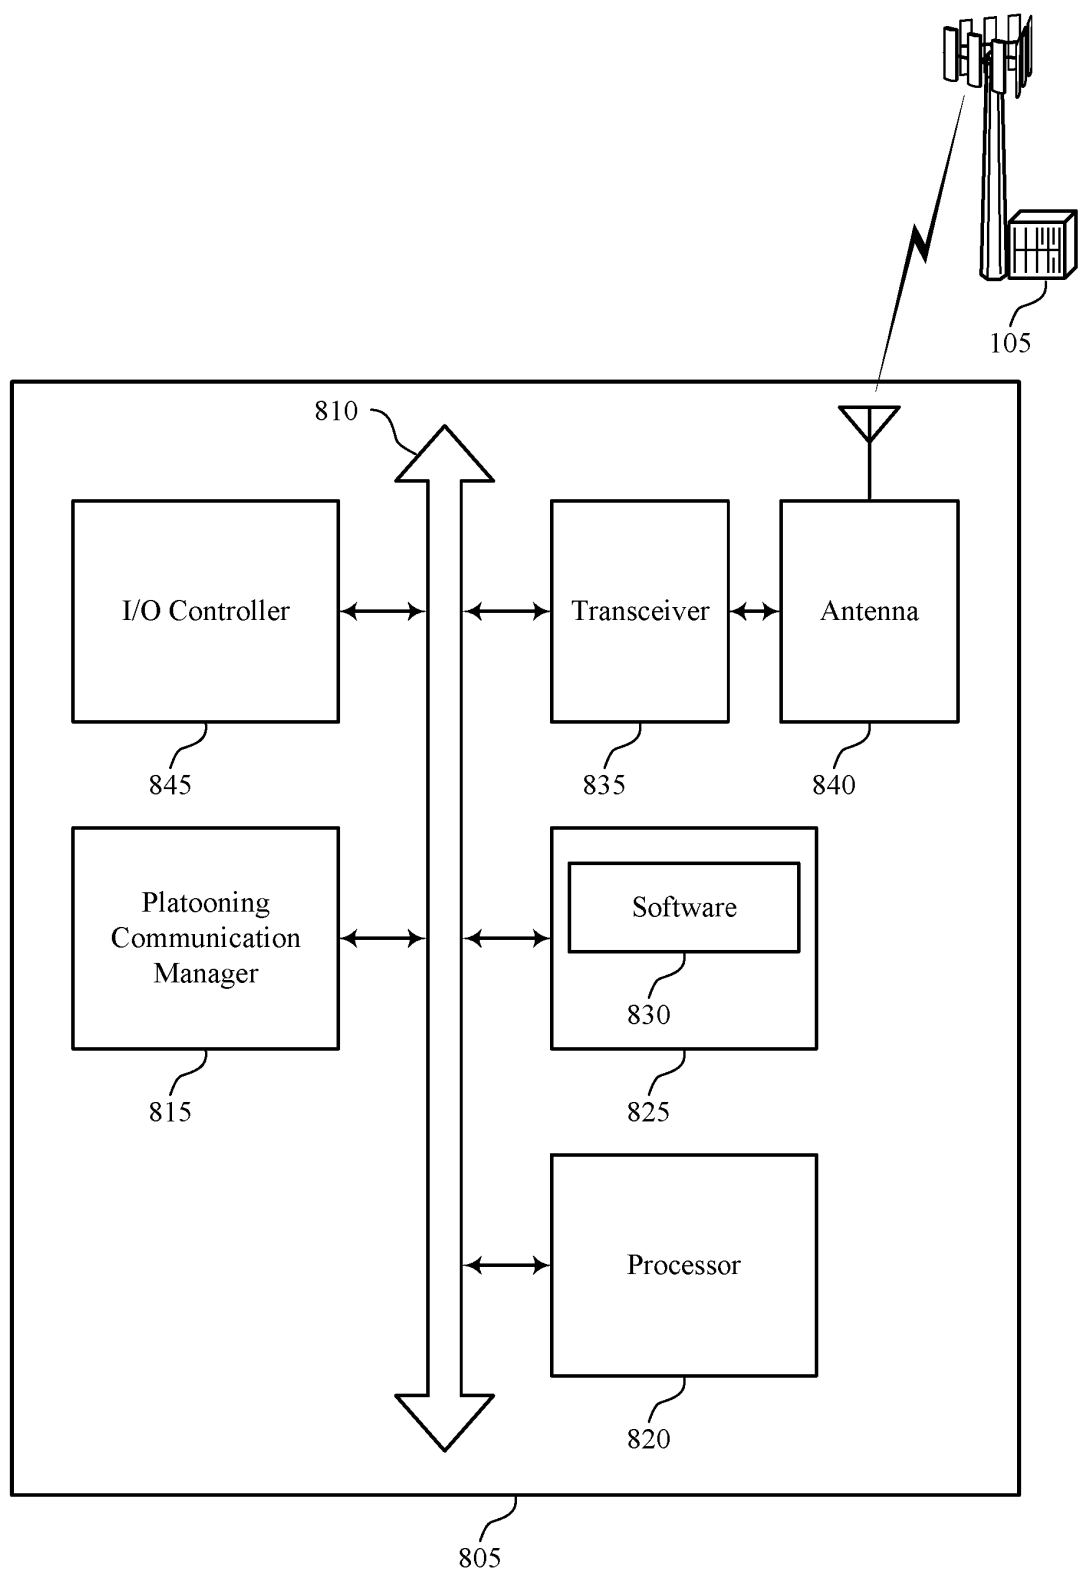 105
810
I/O Controller
Transceiver
Antenna
845
835
840
Platooning
Communication
Manager
Software
830
815
825
Processor
820
805